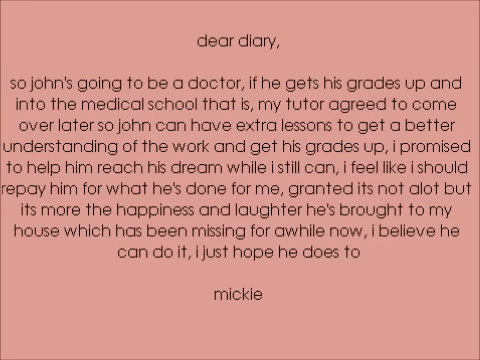 dear diary,
so john's going to be a doctor, if he gets his grades up and
into the medical school that is, my tutor agreed to come
over later so john can have extra lessons to get a better
understanding of the work and get his grades up, i promised
to help him reach his dream while i still can, i feel like i should
repay him for what he's done for me, granted its not alot but
its more the happiness and laughter he's brought to my
house which has been missing for awhile now, i believe he
can do it, i just hope he does to
mickie